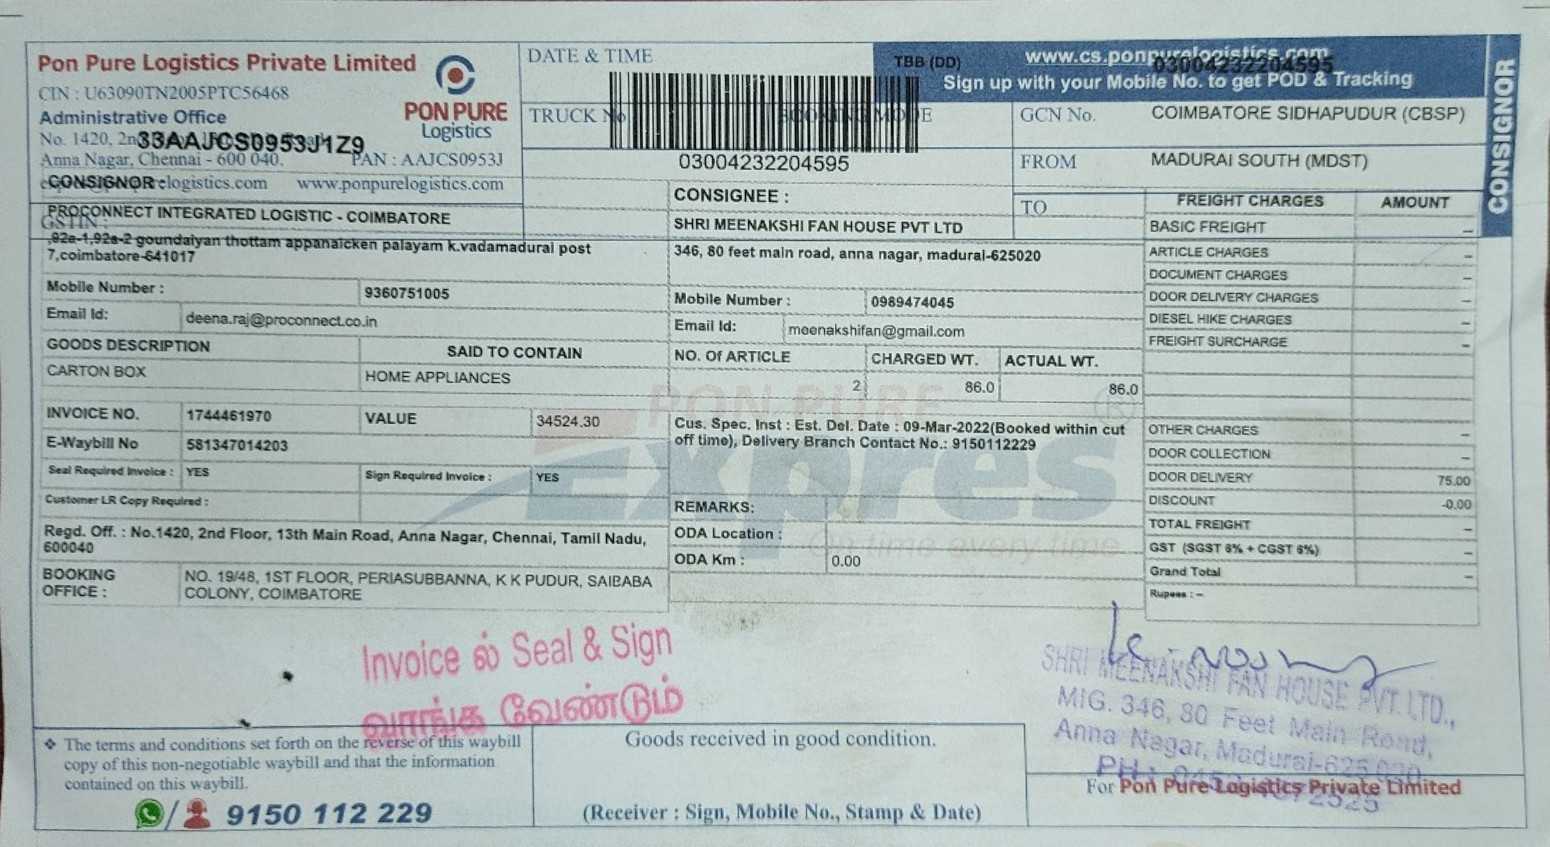 Pon Pure Logistics Private Limited
CIN : U63090TN2005PTC56468
Administrative Office
No. 1420, 2n
33AAJCS0953J1Z9
Anna Nagar, Chennai - 600 040.
PAN : AAJCS0953J
elogistics.com www.ponpurelogistics.com
GSTIN :
PON PURE
Logistics
DATE & TIME
TRUCK No
BOOKING MODE
TBB (DD)
03004232204595
www.cs.ponpurelogistics.com
03004232204595
Sign up with your Mobile No. to get POD & Tracking
GCN No.
COIMBATORE SIDHAPUDUR (CBSP)
FROM
MADURAI SOUTH (MDST)
TO
CONSIGNOR
CONSIGNOR
PROCONNECT INTEGRATED LOGISTIC - COIMBATORE
,92a-1,92a-2 goundaiyan thottam appanaicken palayam k.vadamadurai post
7,coimbatore-641017
Mobile Number : 9360751005
Email Id: deena.raj@proconnect.co.in
CONSIGNEE :
SHRI MEENAKSHI FAN HOUSE PVT LTD
346, 80 feet main road, anna nagar, madurai-625020
Mobile Number : 0989474045
Email Id: meenakshifan@gmail.com
GOODS DESCRIPTION SAID TO CONTAIN
CARTON BOX HOME APPLIANCES
NO. Of ARTICLE CHARGED WT. ACTUAL WT.
2 86.0 86.0
INVOICE NO. 1744461970 VALUE 34524.30
E-Waybill No 581347014203
Seal Required Invoice : YES Sign Required Invoice : YES
Customer LR Copy Required :
Cus. Spec. Inst : Est. Del. Date : 09-Mar-2022(Booked within cut
off time), Delivery Branch Contact No.: 9150112229
REMARKS:
ODA Location :
ODA Km : 0.00
Regd. Off. : No.1420, 2nd Floor, 13th Main Road, Anna Nagar, Chennai, Tamil Nadu,
600040
BOOKING
OFFICE :
NO. 19/48, 1ST FLOOR, PERIASUBBANNA, K K PUDUR, SAIBABA
COLONY, COIMBATORE
FREIGHT CHARGES AMOUNT
BASIC FREIGHT –
ARTICLE CHARGES –
DOCUMENT CHARGES –
DOOR DELIVERY CHARGES –
DIESEL HIKE CHARGES –
FREIGHT SURCHARGE –
OTHER CHARGES –
DOOR COLLECTION –
DOOR DELIVERY 75.00
DISCOUNT -0.00
TOTAL FREIGHT –
GST (SGST 6% + CGST 6%) –
Grand Total –
Rupees : –
PON PURE
Expres
On time every time
Invoice ல் Seal & Sign
வாங்க வேண்டும்
SHRI MEENAKSHI FAN HOUSE PVT. LTD.,
MIG. 346, 80 Feet Main Road,
Anna Nagar, Madurai-625 020
PH :
For Pon Pure Logistics Private Limited
❖ The terms and conditions set forth on the reverse of this waybill
copy of this non-negotiable waybill and that the information
contained on this waybill.
9150 112 229
Goods received in good condition.
(Receiver : Sign, Mobile No., Stamp & Date)